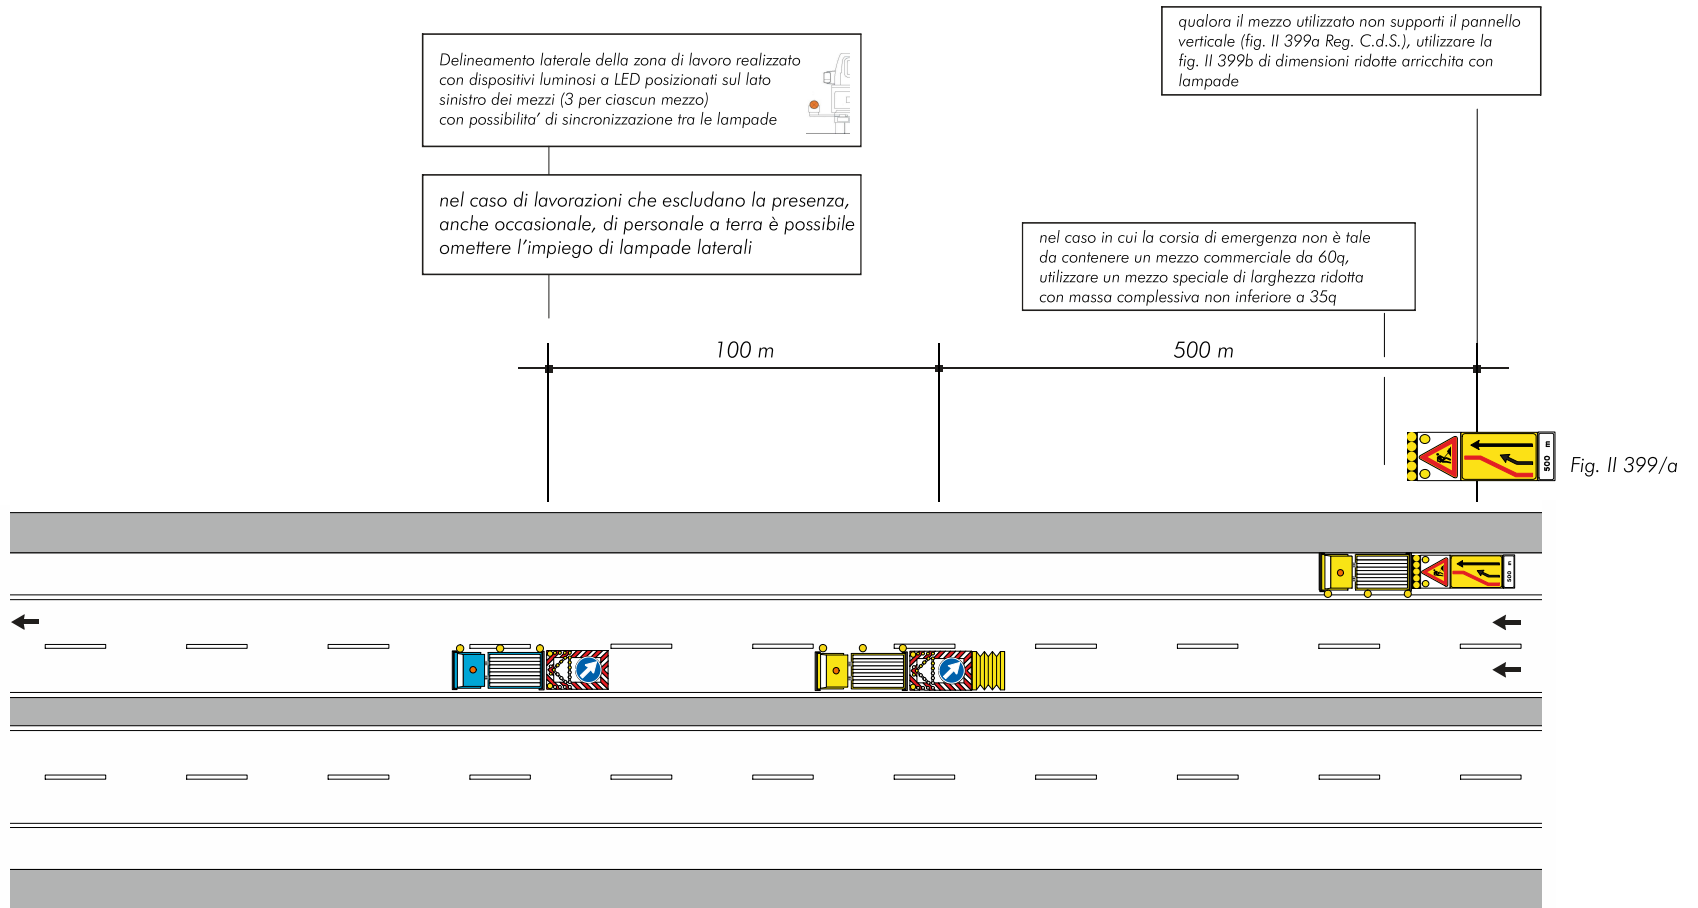 qualora il mezzo utilizzato non supporti il pannello
verticale (fig. II 399a Reg. C.d.S.), utilizzare la
fig. II 399b di dimensioni ridotte arricchita con
lampade
Delineamento laterale della zona di lavoro realizzato
con dispositivi luminosi a LED posizionati sul lato
sinistro dei mezzi (3 per ciascun mezzo)
con possibilita' di sincronizzazione tra le lampade
nel caso di lavorazioni che escludano la presenza,
anche occasionale, di personale a terra è possibile
omettere l'impiego di lampade laterali
nel caso in cui la corsia di emergenza non è tale
da contenere un mezzo commerciale da 60q,
utilizzare un mezzo speciale di larghezza ridotta
con massa complessiva non inferiore a 35q
100 m
500 m
500 m
Fig. II 399/a
500 m